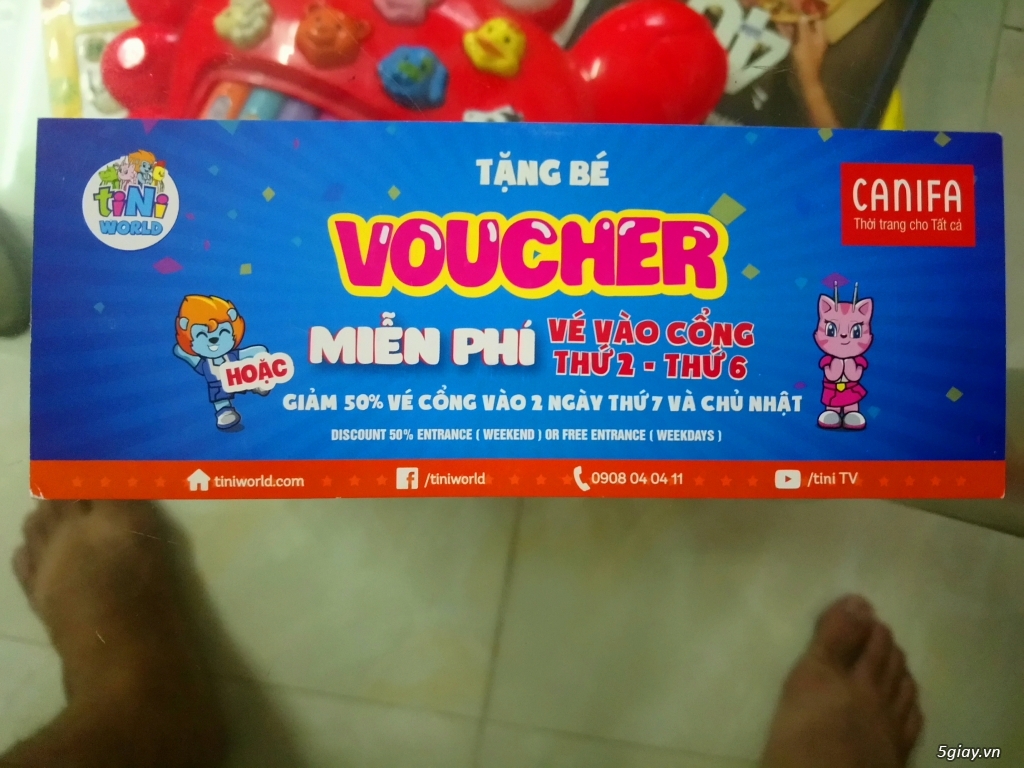 TẶNG BÉ
tiNi
WORLD
CANIFA
Thời trang cho Tất cả
VOUCHER
MIỄN PHÍ
VÉ VÀO CỔNG
THỨ 2 - THỨ 6
HOẶC
GIẢM 50% VÉ CỔNG VÀO 2 NGÀY THỨ 7 VÀ CHỦ NHẬT
DISCOUNT 50% ENTRANCE ( WEEKEND ) OR FREE ENTRANCE ( WEEKDAYS )
tiniworld.com
/tiniworld
0908 04 04 11
/tini TV
5giay.vn